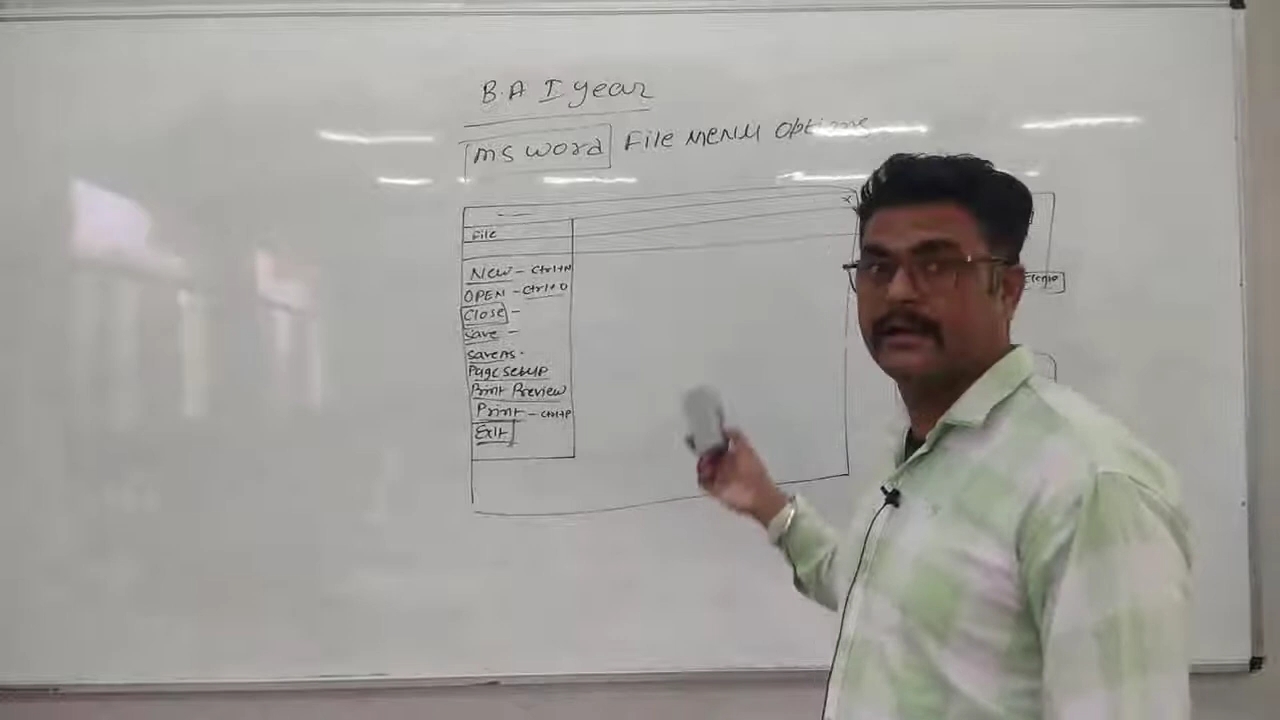 B.A I year
MS WORD File MENU Options
File
New - Ctrl+N
OPEN - Ctrl+O
Close -
Save -
Save As.
Page Setup
Print Preview
Print - Ctrl+P
Exit